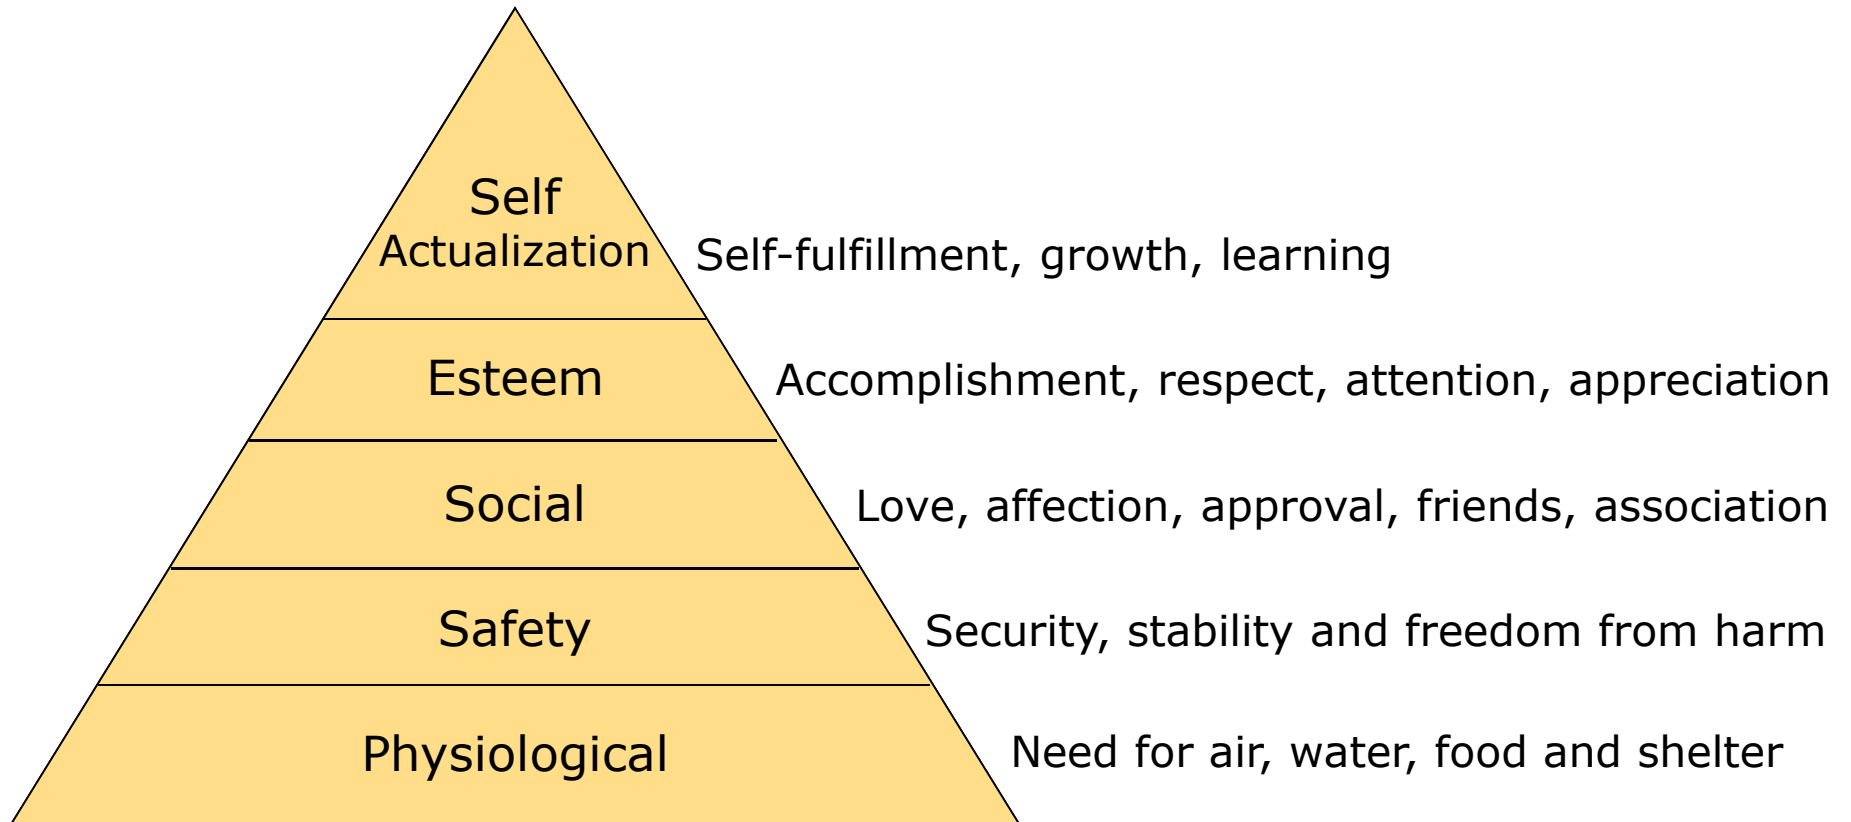 Self
Actualization
Self-fulfillment, growth, learning
Esteem
Accomplishment, respect, attention, appreciation
Social
Love, affection, approval, friends, association
Safety
Security, stability and freedom from harm
Physiological
Need for air, water, food and shelter